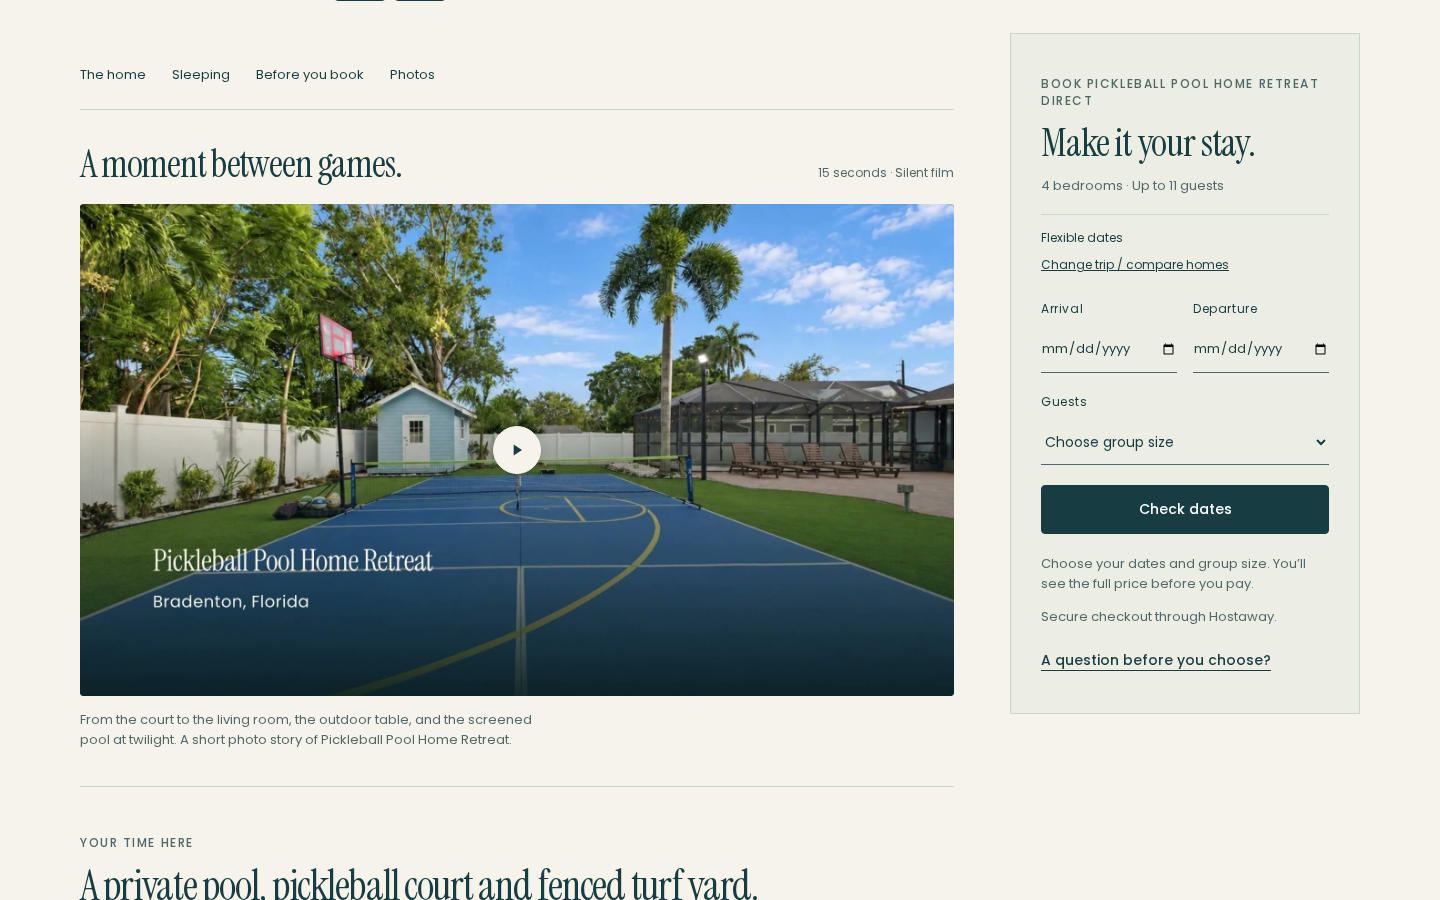 The home Sleeping Before you book Photos
A moment between games.
15 seconds · Silent film
Pickleball Pool Home Retreat
Bradenton, Florida
From the court to the living room, the outdoor table, and the screened
pool at twilight. A short photo story of Pickleball Pool Home Retreat.
YOUR TIME HERE
A private pool, pickleball court and fenced turf yard.
BOOK PICKLEBALL POOL HOME RETREAT
DIRECT
Make it your stay.
4 bedrooms · Up to 11 guests
Flexible dates
Change trip / compare homes
Arrival Departure
mm/dd/yyyy mm/dd/yyyy
Guests
Choose group size
Check dates
Choose your dates and group size. You’ll
see the full price before you pay.
Secure checkout through Hostaway.
A question before you choose?